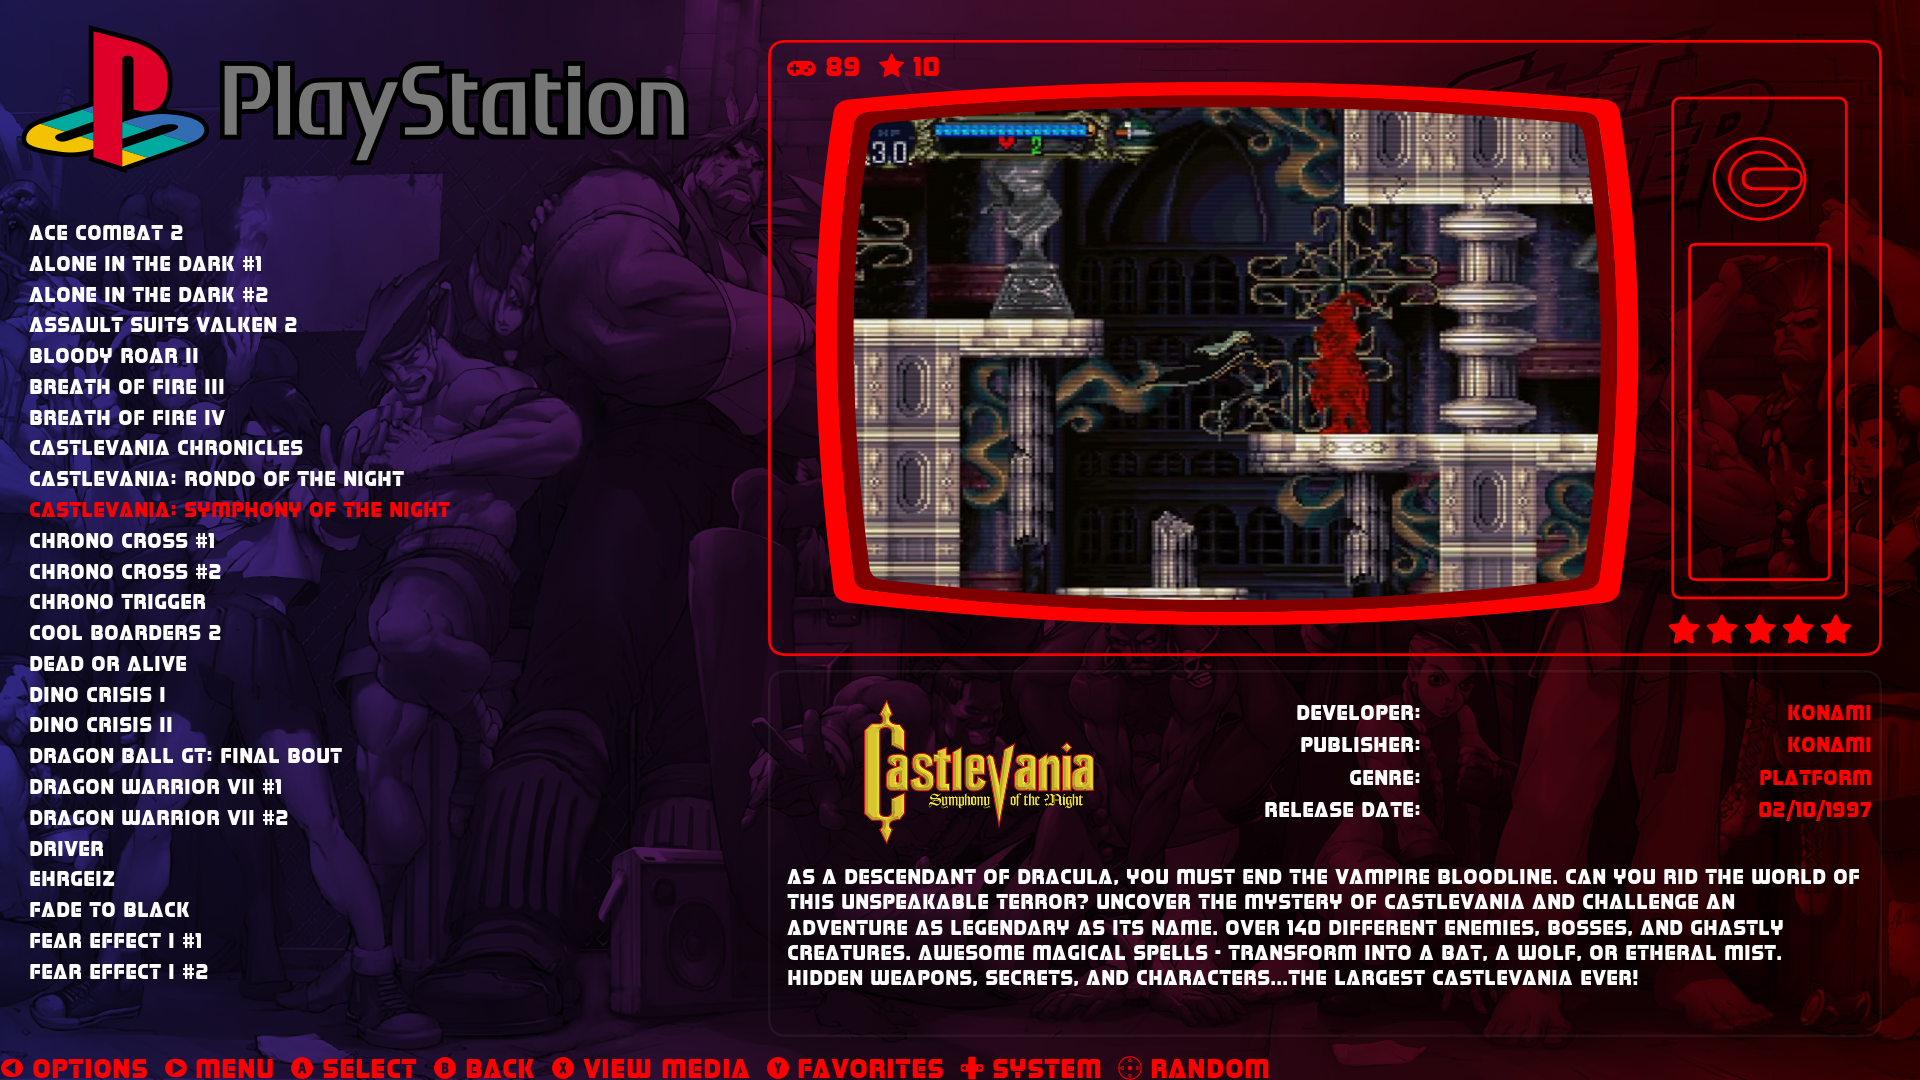 PlayStation
ACE COMBAT 2
ALONE IN THE DARK #1
ALONE IN THE DARK #2
ASSAULT SUITS VALKEN 2
BLOODY ROAR II
BREATH OF FIRE III
BREATH OF FIRE IV
CASTLEVANIA CHRONICLES
CASTLEVANIA: RONDO OF THE NIGHT
CASTLEVANIA: SYMPHONY OF THE NIGHT
CHRONO CROSS #1
CHRONO CROSS #2
CHRONO TRIGGER
COOL BOARDERS 2
DEAD OR ALIVE
DINO CRISIS I
DINO CRISIS II
DRAGON BALL GT: FINAL BOUT
DRAGON WARRIOR VII #1
DRAGON WARRIOR VII #2
DRIVER
EHRGEIZ
FADE TO BLACK
FEAR EFFECT I #1
FEAR EFFECT I #2
89 10
HP
30
2
Castlevania
Symphony of the Night
DEVELOPER: KONAMI
PUBLISHER: KONAMI
GENRE: PLATFORM
RELEASE DATE: 02/10/1997
AS A DESCENDANT OF DRACULA, YOU MUST END THE VAMPIRE BLOODLINE. CAN YOU RID THE WORLD OF
THIS UNSPEAKABLE TERROR? UNCOVER THE MYSTERY OF CASTLEVANIA AND CHALLENGE AN
ADVENTURE AS LEGENDARY AS ITS NAME. OVER 140 DIFFERENT ENEMIES, BOSSES, AND GHASTLY
CREATURES. AWESOME MAGICAL SPELLS - TRANSFORM INTO A BAT, A WOLF, OR ETHERAL MIST.
HIDDEN WEAPONS, SECRETS, AND CHARACTERS...THE LARGEST CASTLEVANIA EVER!
OPTIONS MENU A SELECT B BACK X VIEW MEDIA Y FAVORITES SYSTEM RANDOM